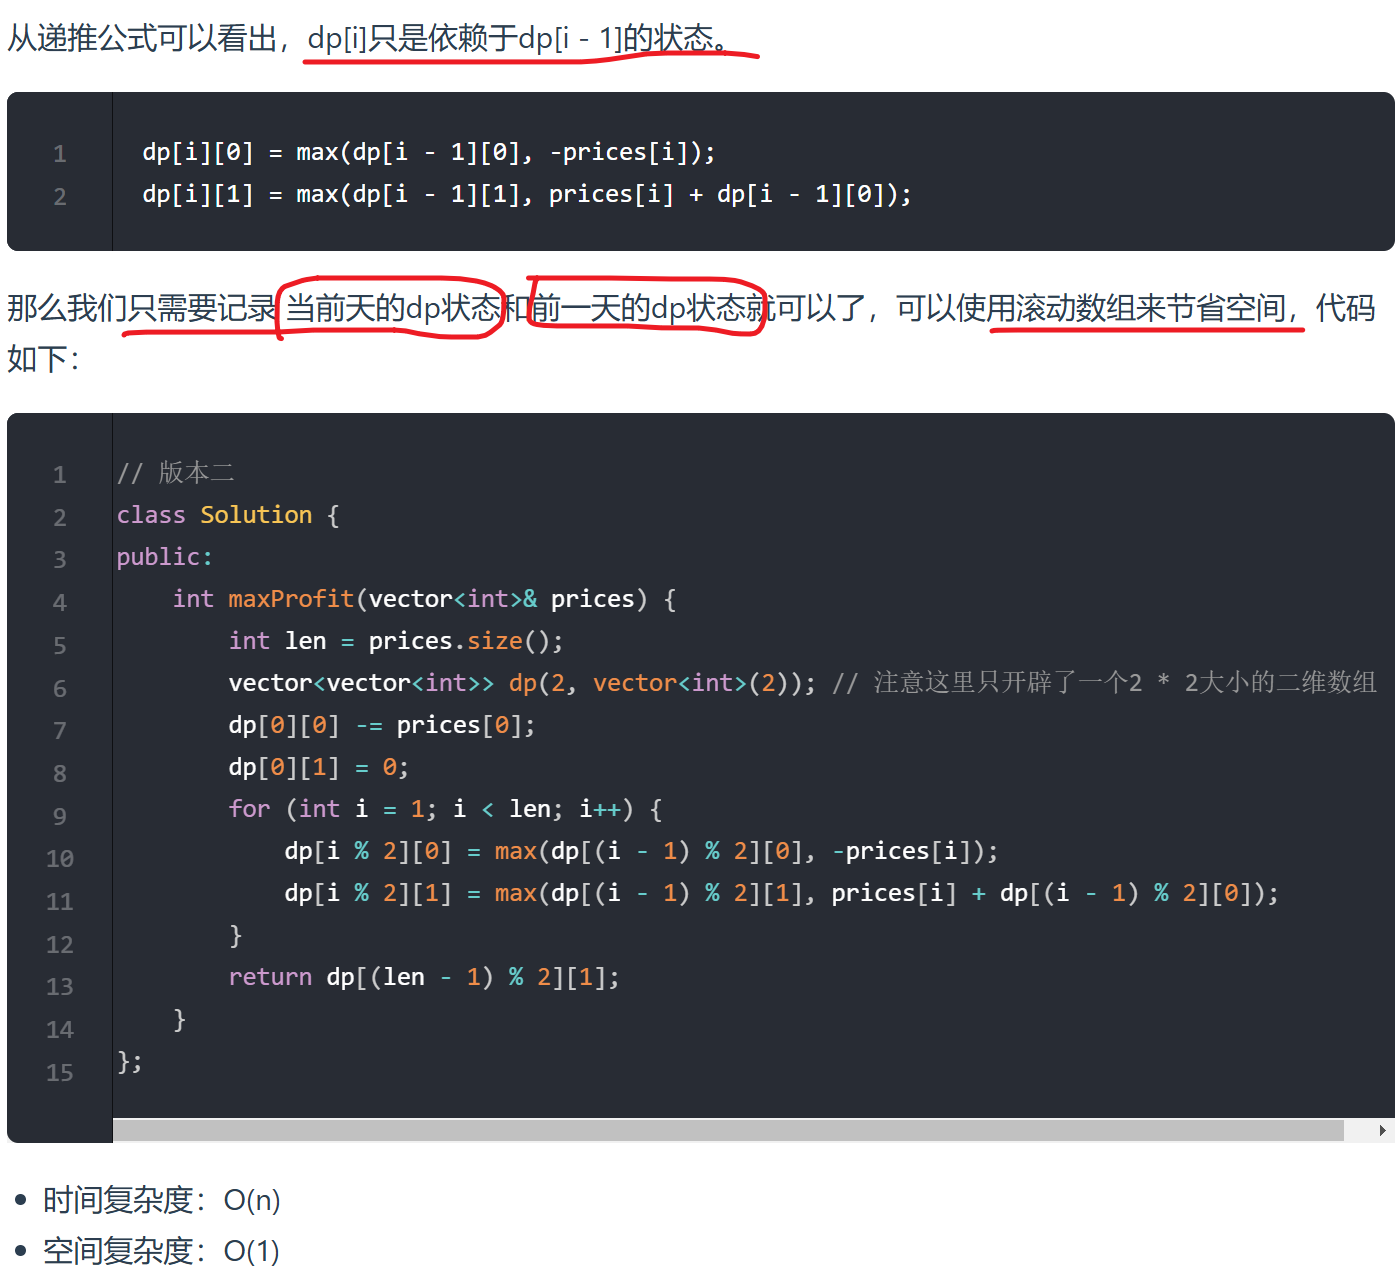 从递推公式可以看出，dp[i]只是依赖于dp[i - 1]的状态。
1 dp[i][0] = max(dp[i - 1][0], -prices[i]);
2 dp[i][1] = max(dp[i - 1][1], prices[i] + dp[i - 1][0]);
那么我们只需要记录 当前天的dp状态和前一天的dp状态就可以了，可以使用滚动数组来节省空间，代码
如下：
1 // 版本二
2 class Solution {
3 public:
4     int maxProfit(vector<int>& prices) {
5         int len = prices.size();
6         vector<vector<int>> dp(2, vector<int>(2)); // 注意这里只开辟了一个2 * 2大小的二维数组
7         dp[0][0] -= prices[0];
8         dp[0][1] = 0;
9         for (int i = 1; i < len; i++) {
10             dp[i % 2][0] = max(dp[(i - 1) % 2][0], -prices[i]);
11             dp[i % 2][1] = max(dp[(i - 1) % 2][1], prices[i] + dp[(i - 1) % 2][0]);
12         }
13         return dp[(len - 1) % 2][1];
14     }
15 };
• 时间复杂度：O(n)
• 空间复杂度：O(1)